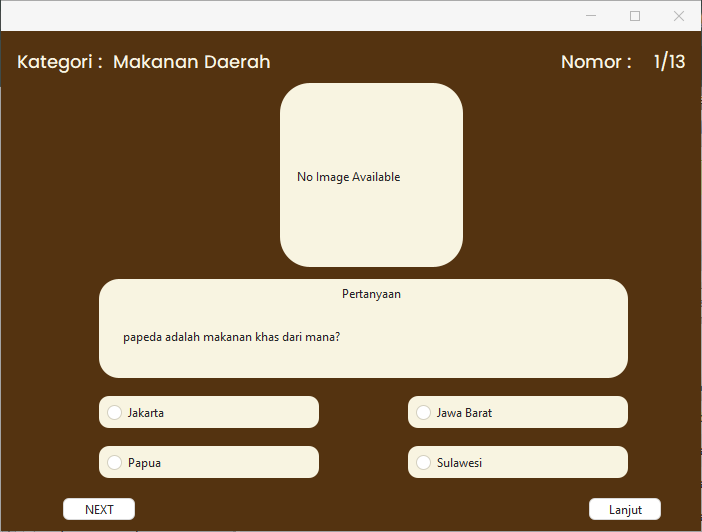 Kategori : Makanan Daerah
Nomor : 1/13
No Image Available
Pertanyaan
papeda adalah makanan khas dari mana?
Jakarta
Jawa Barat
Papua
Sulawesi
NEXT
Lanjut